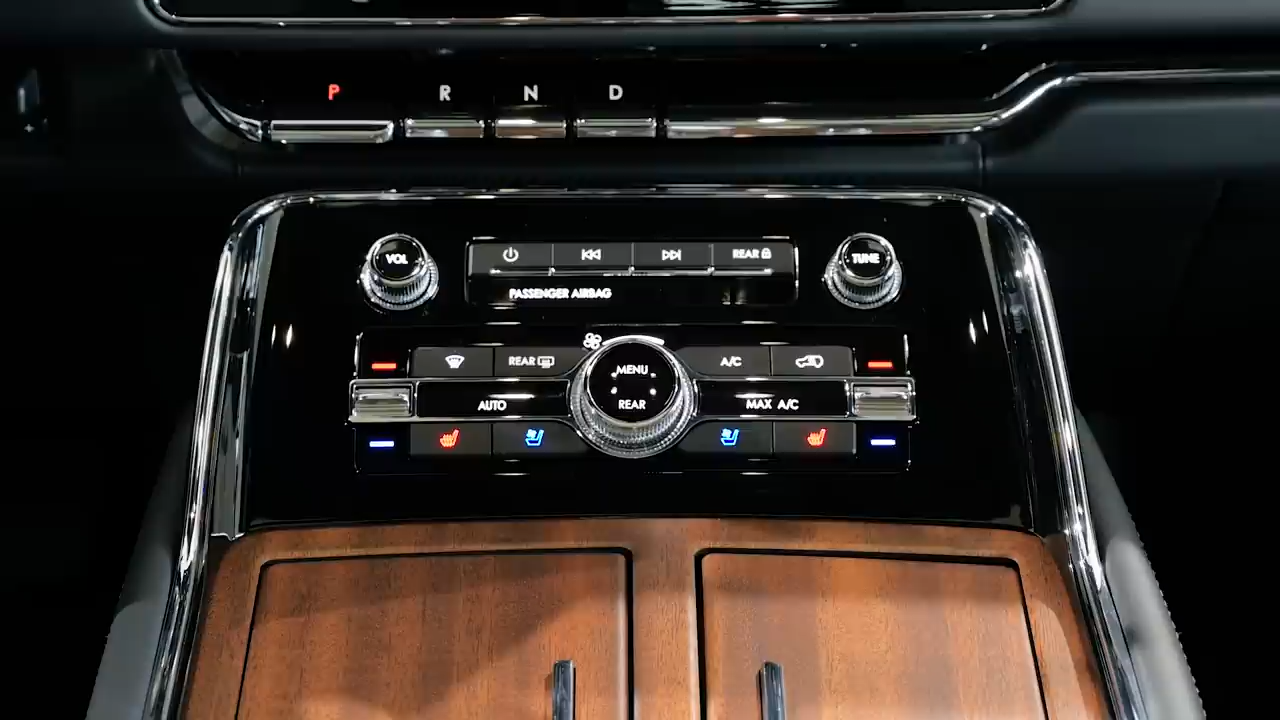 P R N D
VOL
REAR
TUNE
PASSENGER AIRBAG
REAR
MENU
A/C
AUTO
REAR
MAX A/C